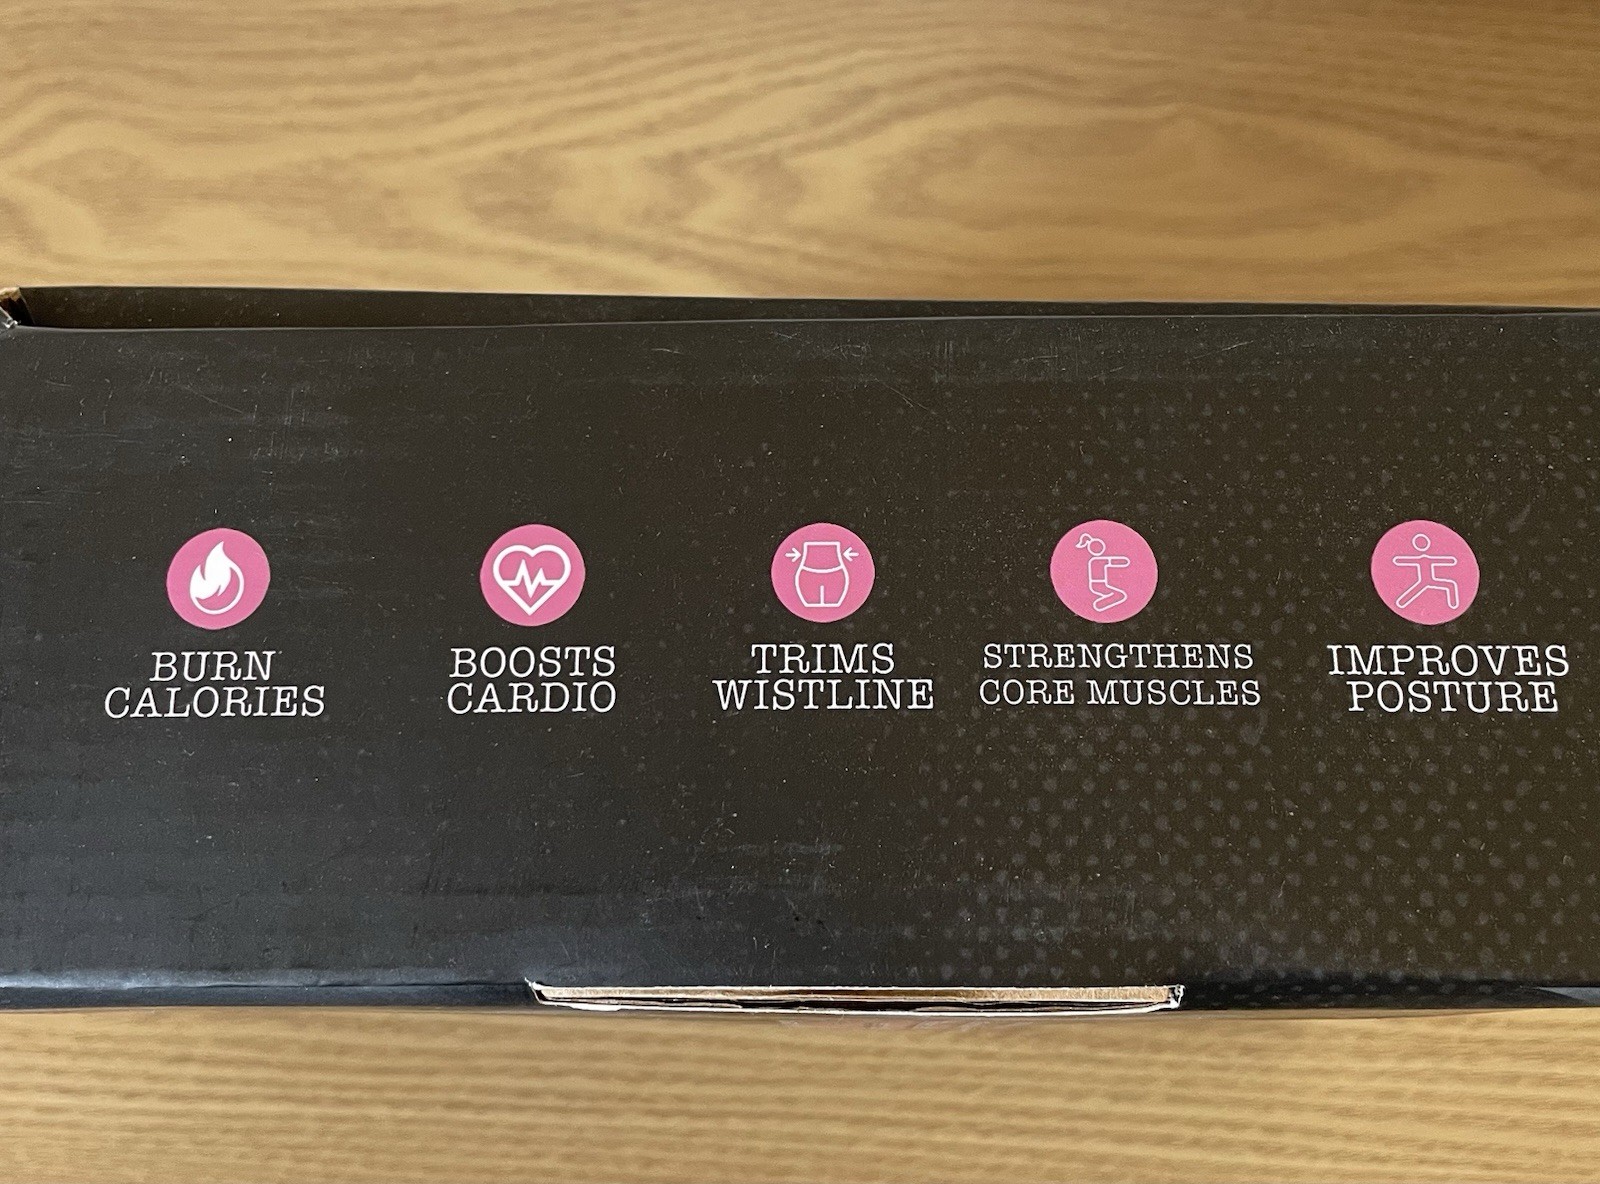 BURN
CALORIES
BOOSTS
CARDIO
TRIMS
WISTLINE
STRENGTHENS
CORE MUSCLES
IMPROVES
POSTURE